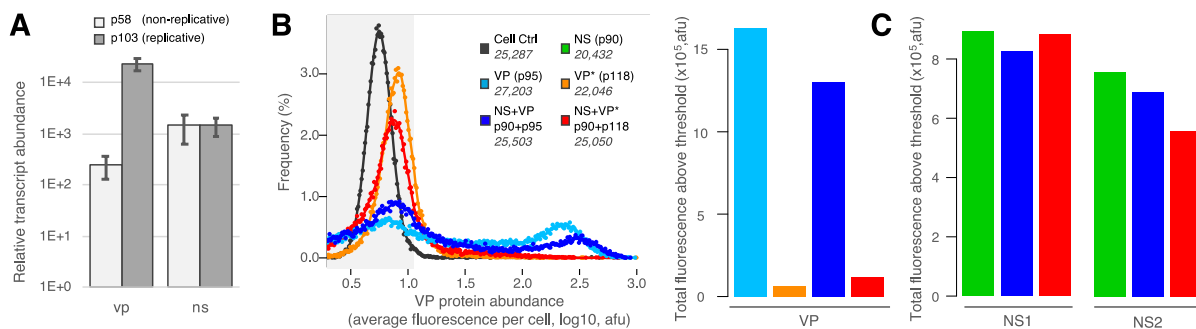 A
p58 (non-replicative)
p103 (replicative)
Relative transcript abundance
1E+4
1E+3
1E+2
1E+1
1E+0
vp
ns
B
Frequency (%)
3.0
2.0
1.0
0.0
0.5
1.0
1.5
2.0
2.5
3.0
VP protein abundance
(average fluorescence per cell, log10, afu)
Cell Ctrl
25,287
NS (p90)
20,432
VP (p95)
27,203
VP* (p118)
22,046
NS+VP
p90+p95
25,503
NS+VP*
p90+p118
25,050
Total fluorescence above threshold (x10⁵,afu)
15
10
5
0
VP
C
Total fluorescence above threshold (x10⁵,afu)
8
6
4
2
0
NS1
NS2